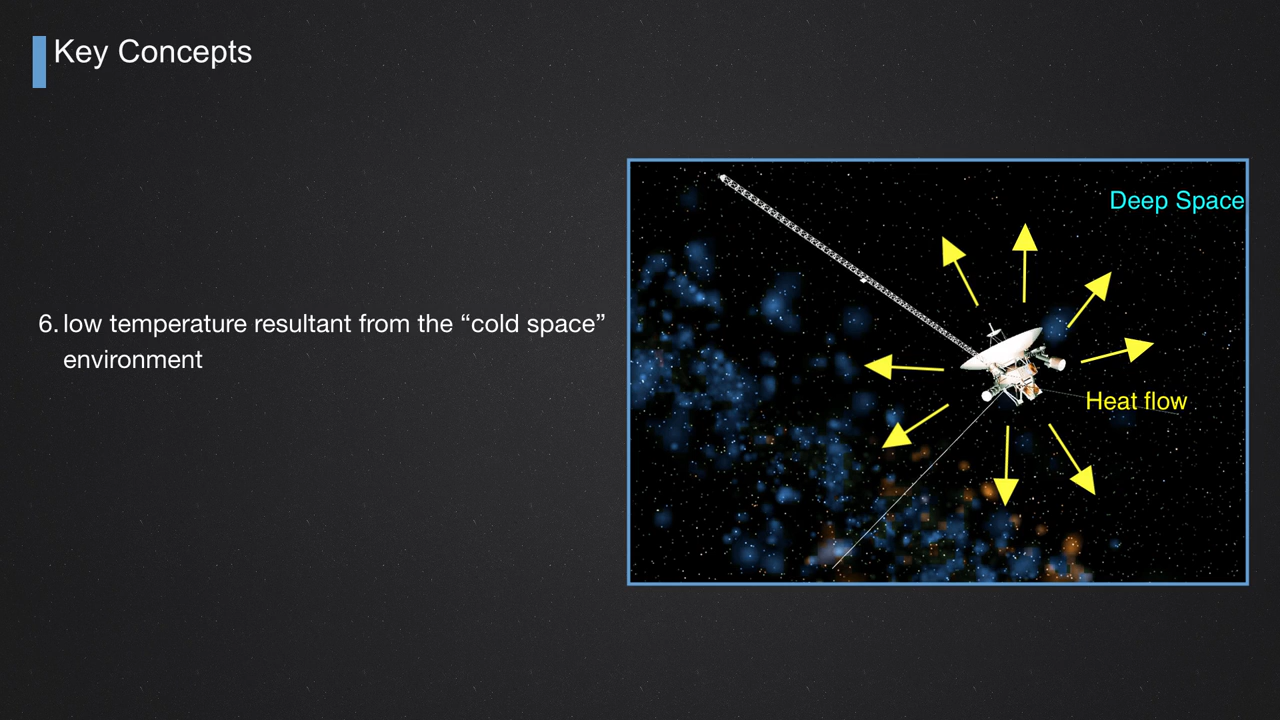 Key Concepts
6. low temperature resultant from the “cold space”
environment
Deep Space
Heat flow